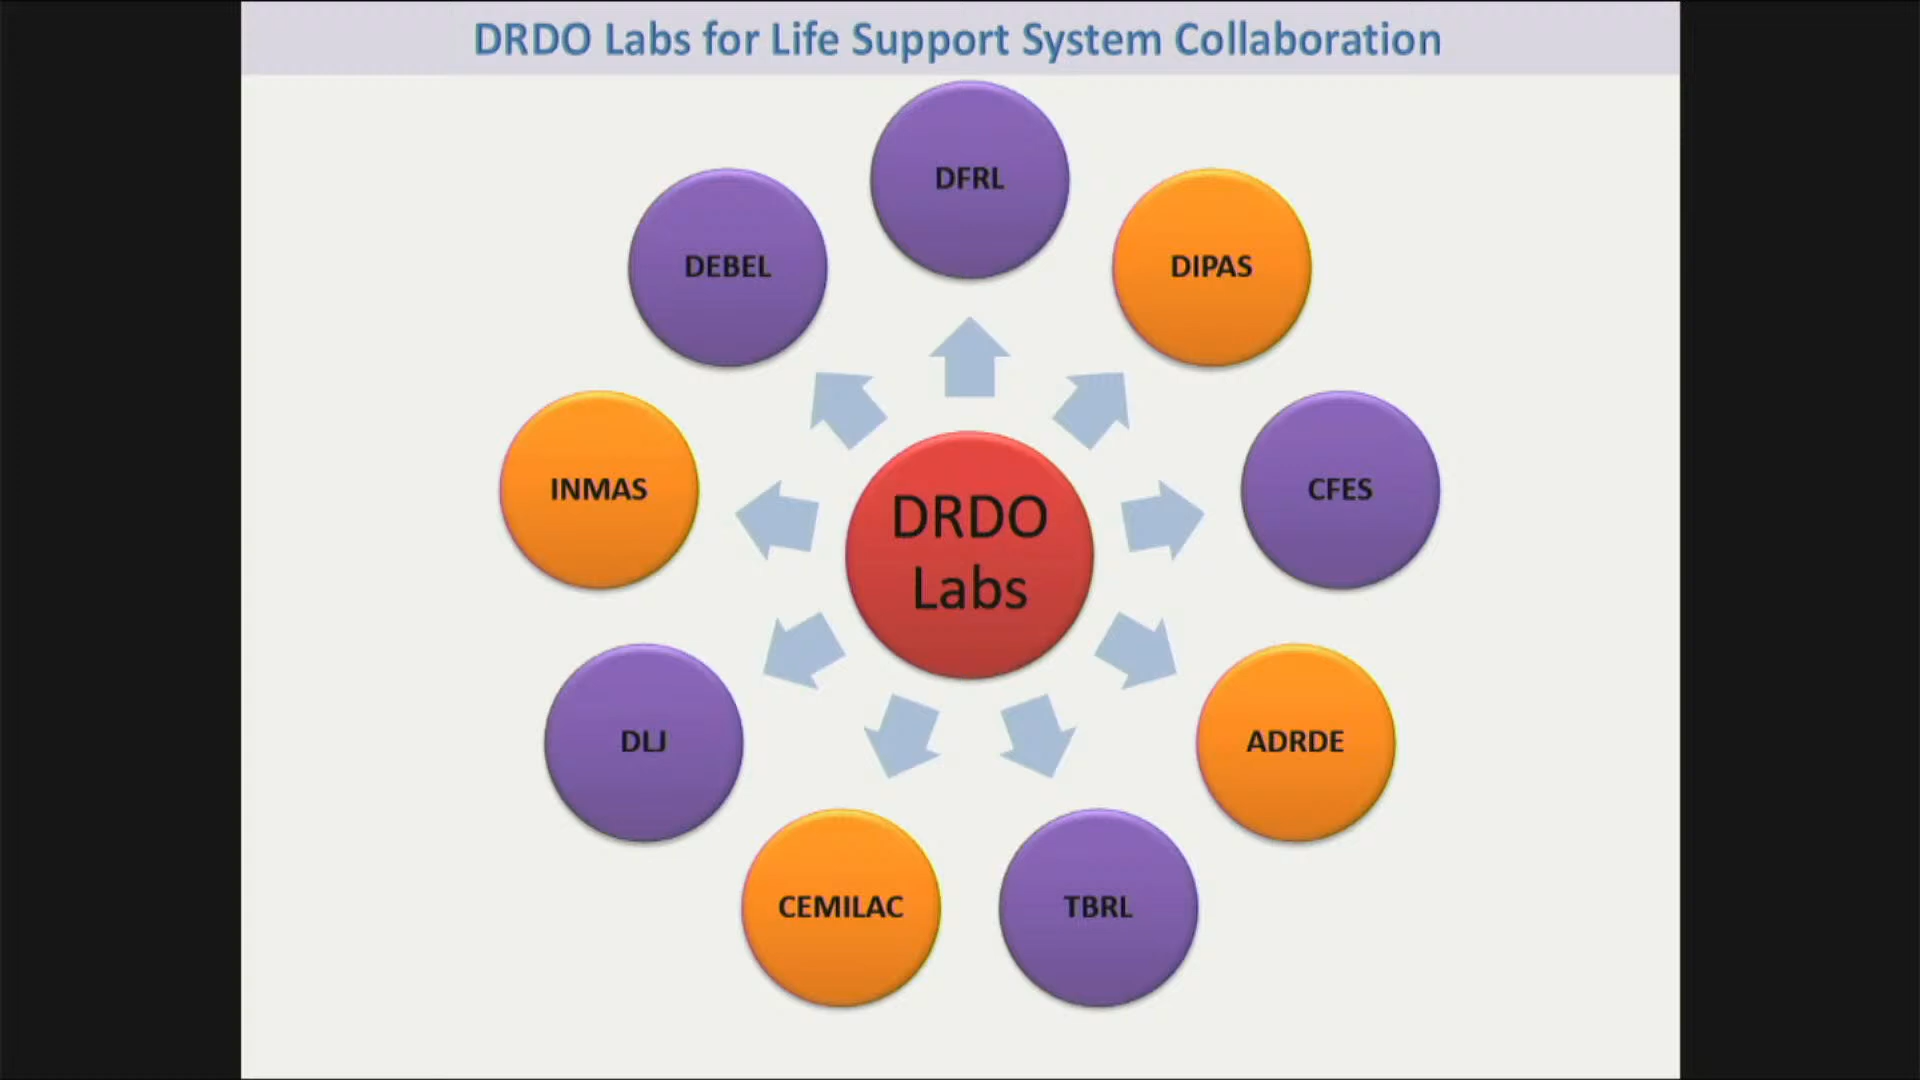 DRDO Labs for Life Support System Collaboration
DFRL
DEBEL
DIPAS
INMAS
CFES
DRDO
Labs
DLJ
ADRDE
CEMILAC
TBRL